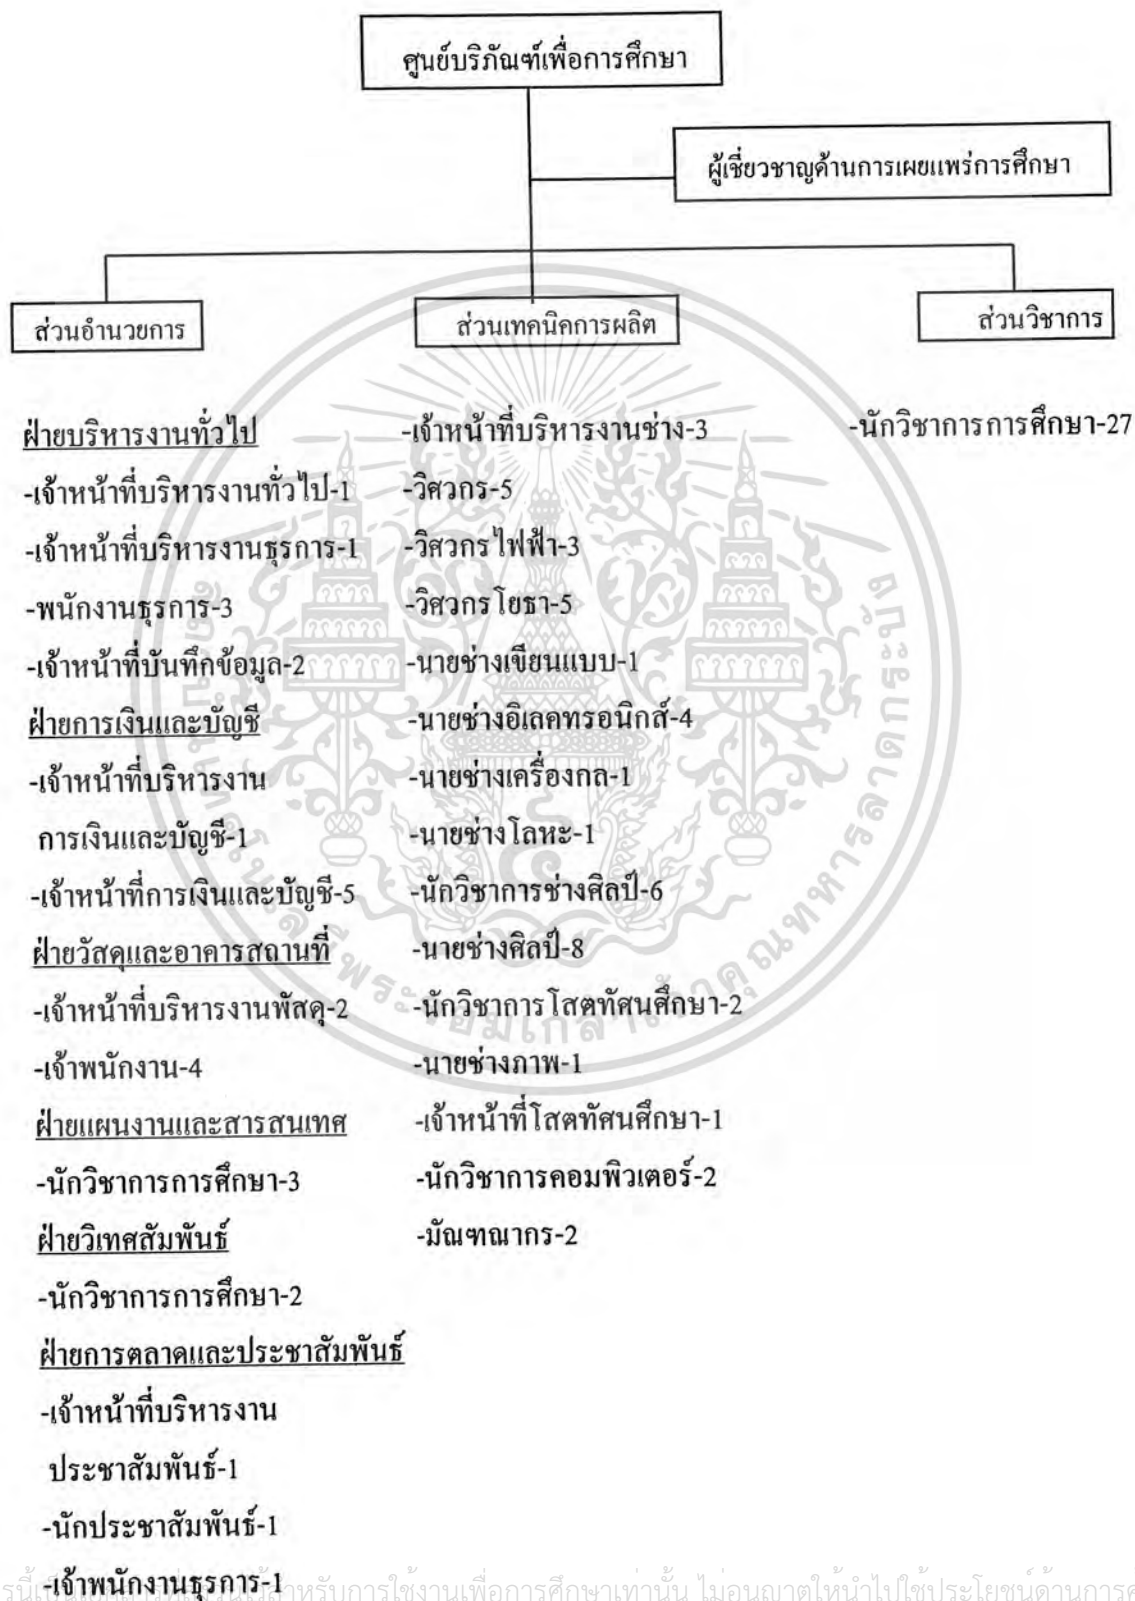 ศูนย์บริภัณฑ์เพื่อการศึกษา
ผู้เชี่ยวชาญด้านการเผยแพร่การศึกษา
ส่วนอำนวยการ
ส่วนเทคนิคการผลิต
ส่วนวิชาการ
ฝ่ายบริหารงานทั่วไป
-เจ้าหน้าที่บริหารงานทั่วไป-1
-เจ้าหน้าที่บริหารงานธุรการ-1
-พนักงานธุรการ-3
-เจ้าหน้าที่บันทึกข้อมูล-2
ฝ่ายการเงินและบัญชี
-เจ้าหน้าที่บริหารงาน
การเงินและบัญชี-1
-เจ้าหน้าที่การเงินและบัญชี-5
ฝ่ายวัสดุและอาคารสถานที่
-เจ้าหน้าที่บริหารงานพัสดุ-2
-เจ้าพนักงาน-4
ฝ่ายแผนงานและสารสนเทศ
-นักวิชาการการศึกษา-3
ฝ่ายวิเทศสัมพันธ์
-นักวิชาการการศึกษา-2
ฝ่ายการตลาดและประชาสัมพันธ์
-เจ้าหน้าที่บริหารงาน
ประชาสัมพันธ์-1
-นักประชาสัมพันธ์-1
-เจ้าพนักงานธุรการ-1
-เจ้าหน้าที่บริหารงานช่าง-3
-วิศวกร-5
-วิศวกรไฟฟ้า-3
-วิศวกรโยธา-5
-นายช่างเขียนแบบ-1
-นายช่างอิเลคทรอนิกส์-4
-นายช่างเครื่องกล-1
-นายช่างโลหะ-1
-นักวิชาการช่างศิลป์-6
-นายช่างศิลป์-8
-นักวิชาการโสตทัศนศึกษา-2
-นายช่างภาพ-1
-เจ้าหน้าที่โสตทัศนศึกษา-1
-นักวิชาการคอมพิวเตอร์-2
-มัณฑณากร-2
-นักวิชาการการศึกษา-27
สำหรับการใช้งานเพื่อการศึกษาเท่านั้น ไม่อนุญาตให้นำไปใช้ประโยชน์ด้านการค